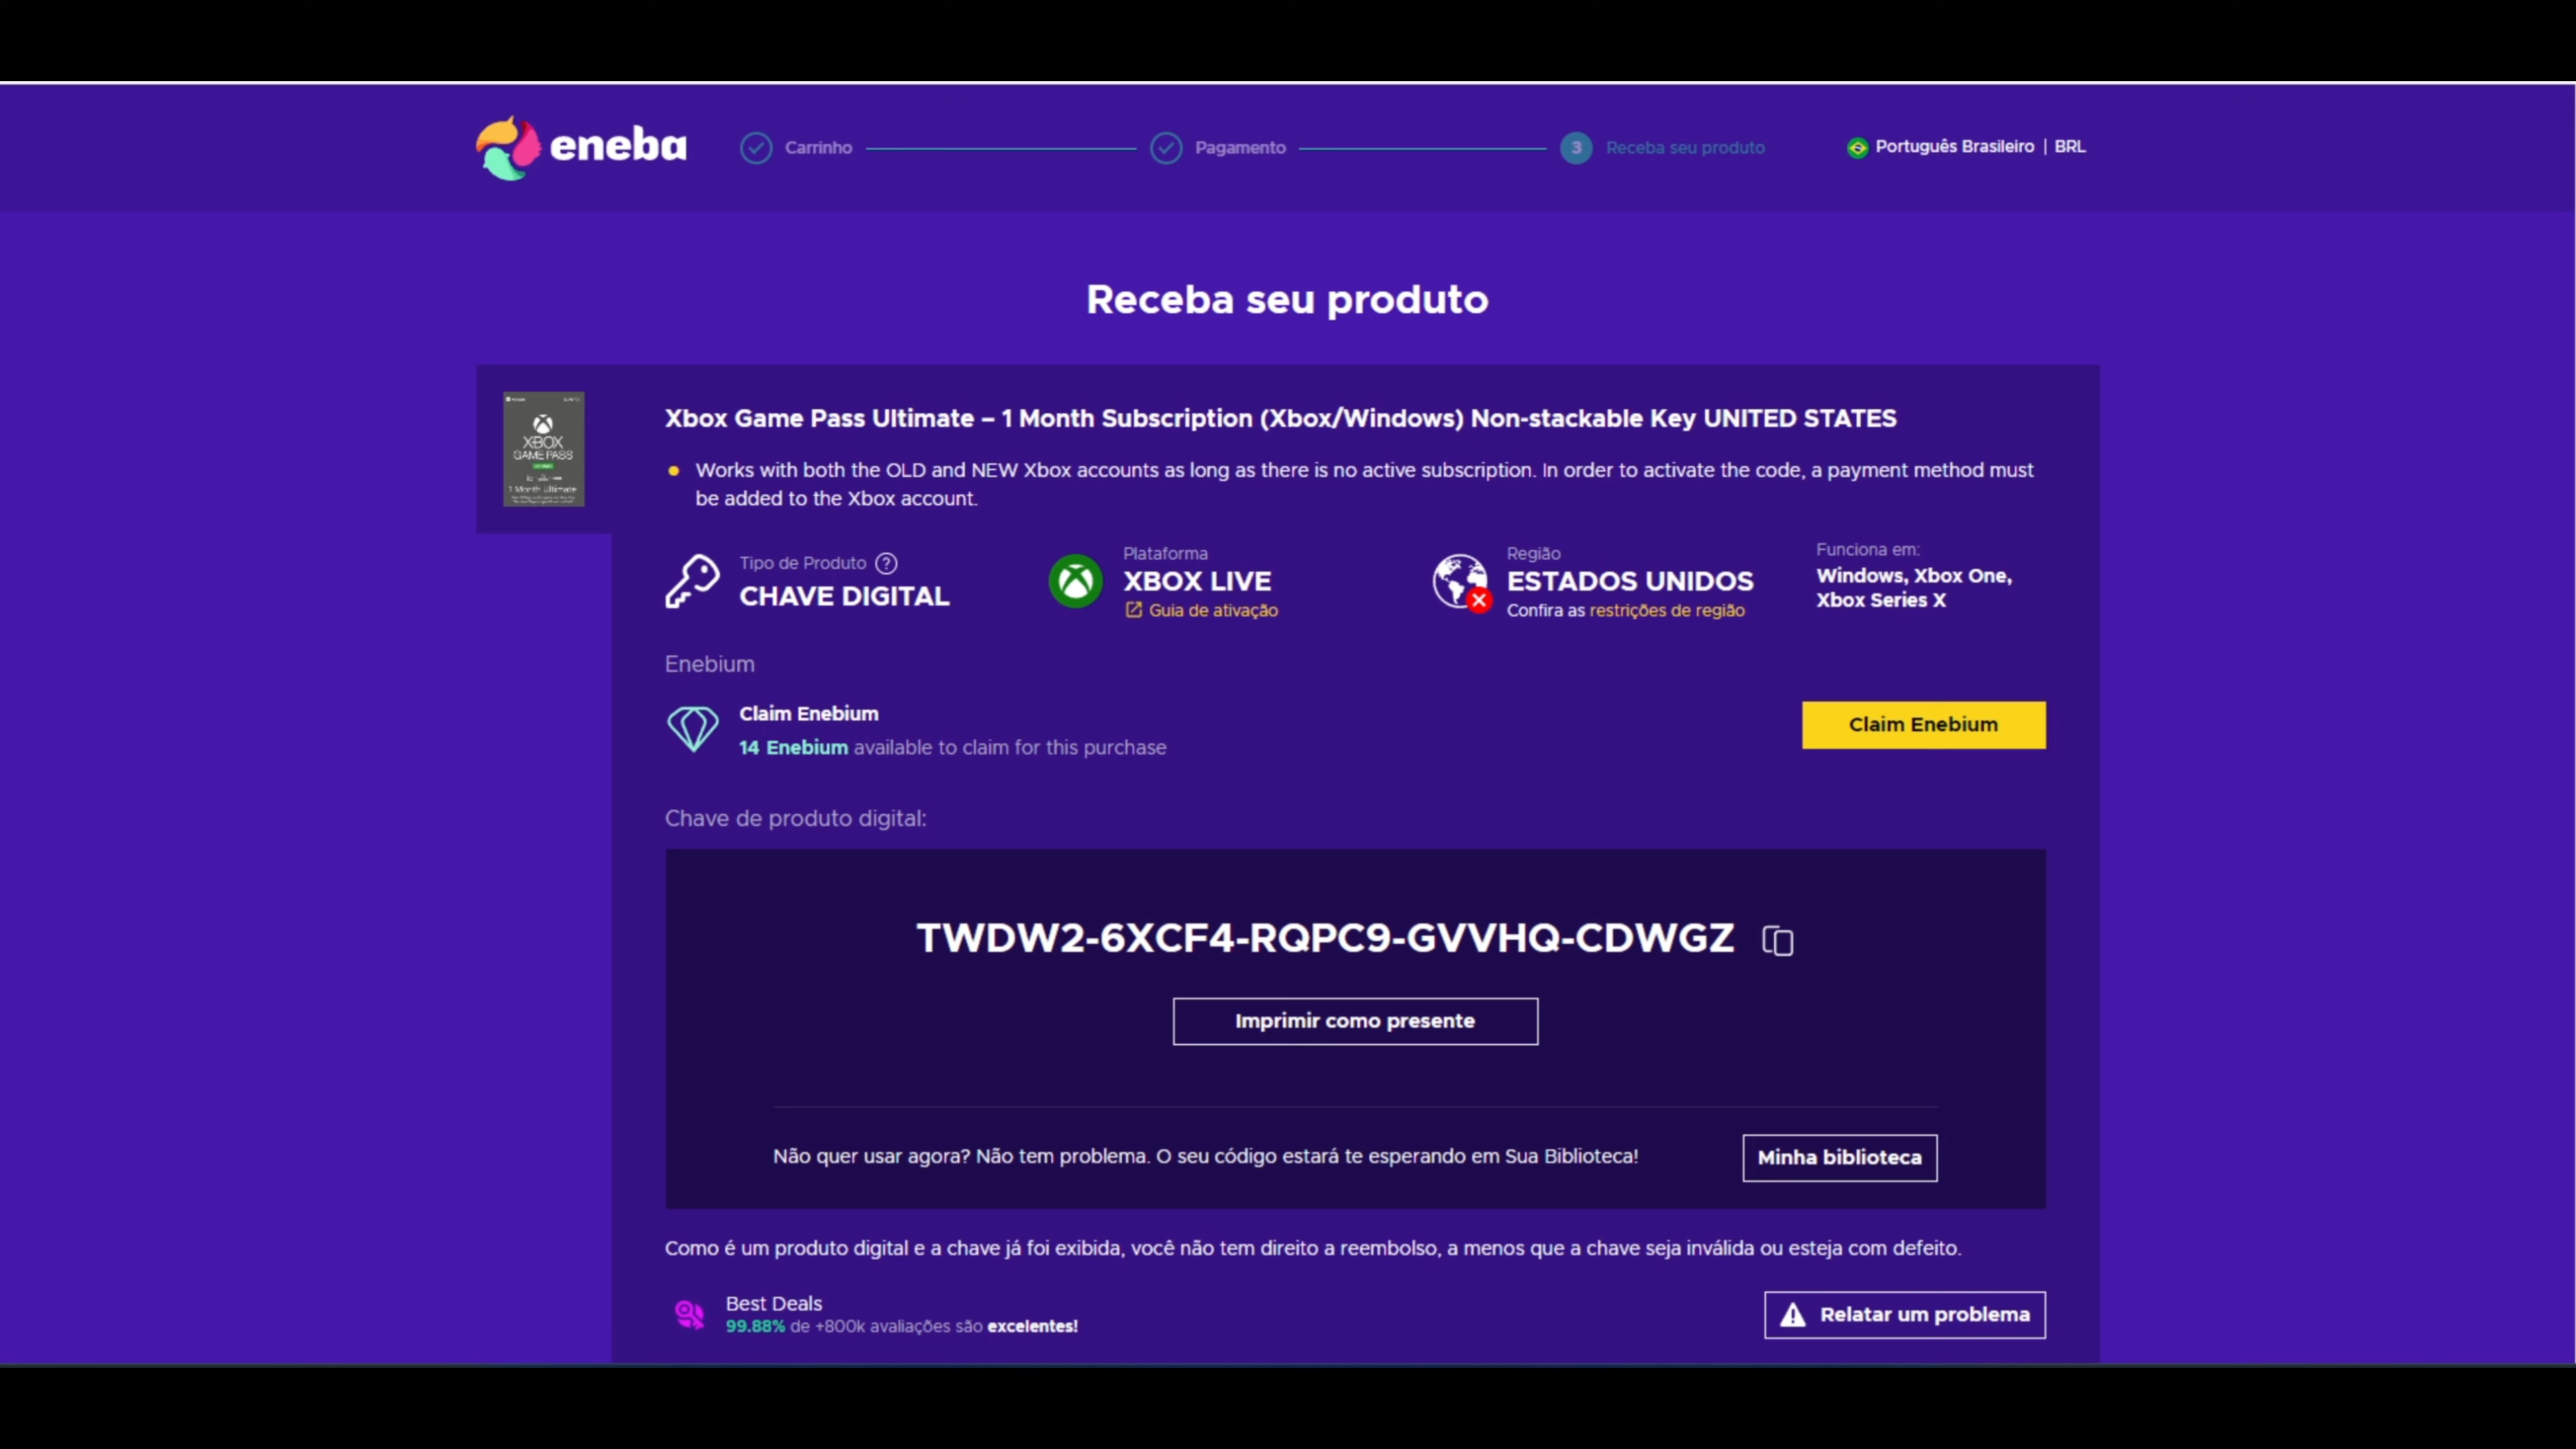 eneba
Carrinho
Pagamento
3 Receba seu produto
Português Brasileiro | BRL
Receba seu produto
XBOX
GAME PASS
1 Month Ultimate
Xbox Game Pass Ultimate – 1 Month Subscription (Xbox/Windows) Non-stackable Key UNITED STATES
Works with both the OLD and NEW Xbox accounts as long as there is no active subscription. In order to activate the code, a payment method must
be added to the Xbox account.
Tipo de Produto ?
CHAVE DIGITAL
Plataforma
XBOX LIVE
Guia de ativação
Região
ESTADOS UNIDOS
Confira as restrições de região
Funciona em:
Windows, Xbox One,
Xbox Series X
Enebium
Claim Enebium
14 Enebium available to claim for this purchase
Claim Enebium
Chave de produto digital:
TWDW2-6XCF4-RQPC9-GVVHQ-CDWGZ
Imprimir como presente
Não quer usar agora? Não tem problema. O seu código estará te esperando em Sua Biblioteca!
Minha biblioteca
Como é um produto digital e a chave já foi exibida, você não tem direito a reembolso, a menos que a chave seja inválida ou esteja com defeito.
Best Deals
99.88% de +800k avaliações são excelentes!
Relatar um problema